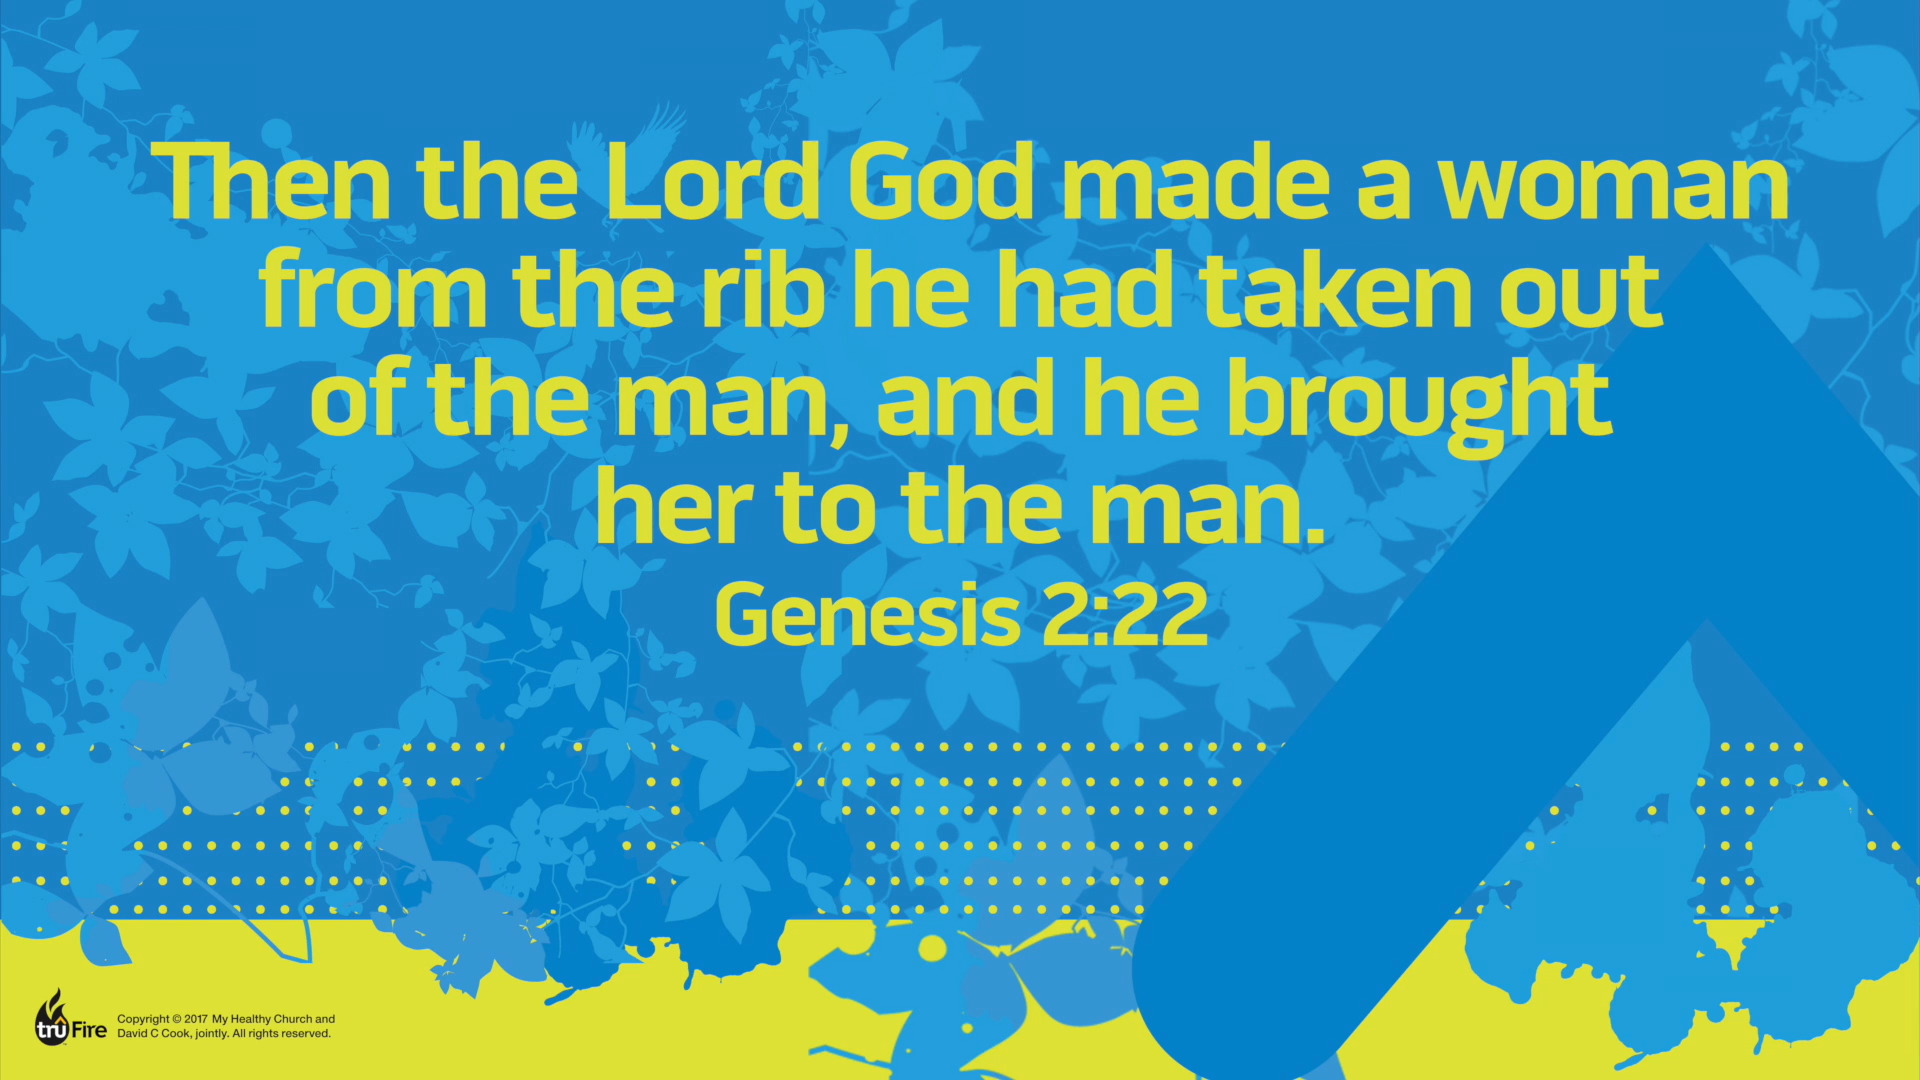 Then the Lord God made a woman
from the rib he had taken out
of the man, and he brought
her to the man.
Genesis 2:22
tru Fire
Copyright © 2017 My Healthy Church and
David C Cook, jointly. All rights reserved.